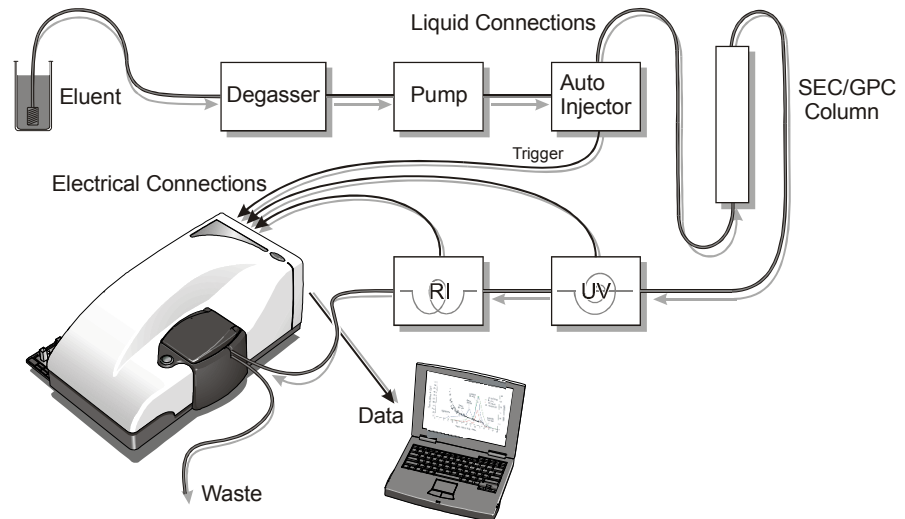 Liquid Connections
Eluent
Degasser
Pump
Auto
Injector
SEC/GPC
Column
Trigger
Electrical Connections
RI
UV
Data
Waste